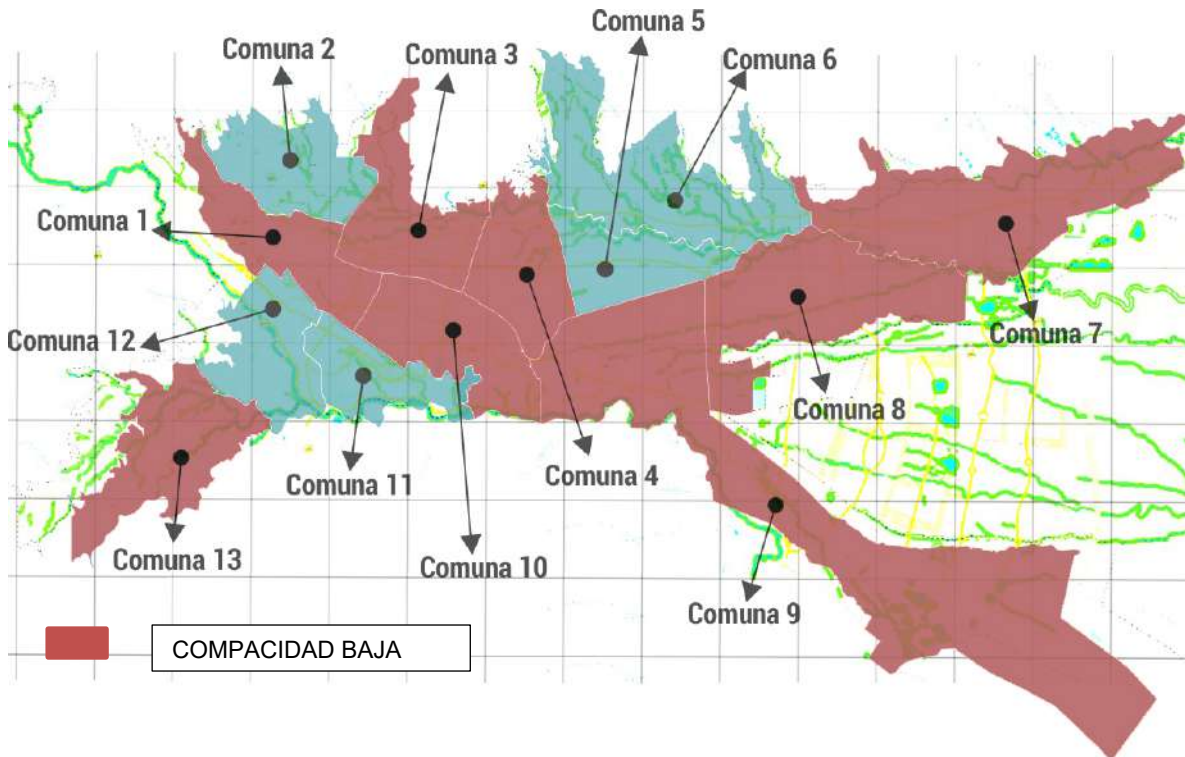 Comuna 5
Comuna 2
Comuna 3
Comuna 6
Comuna 1
Comuna 7
Comuna 12
Comuna 8
Comuna 4
Comuna 11
Comuna 13
Comuna 10
Comuna 9
COMPACIDAD BAJA